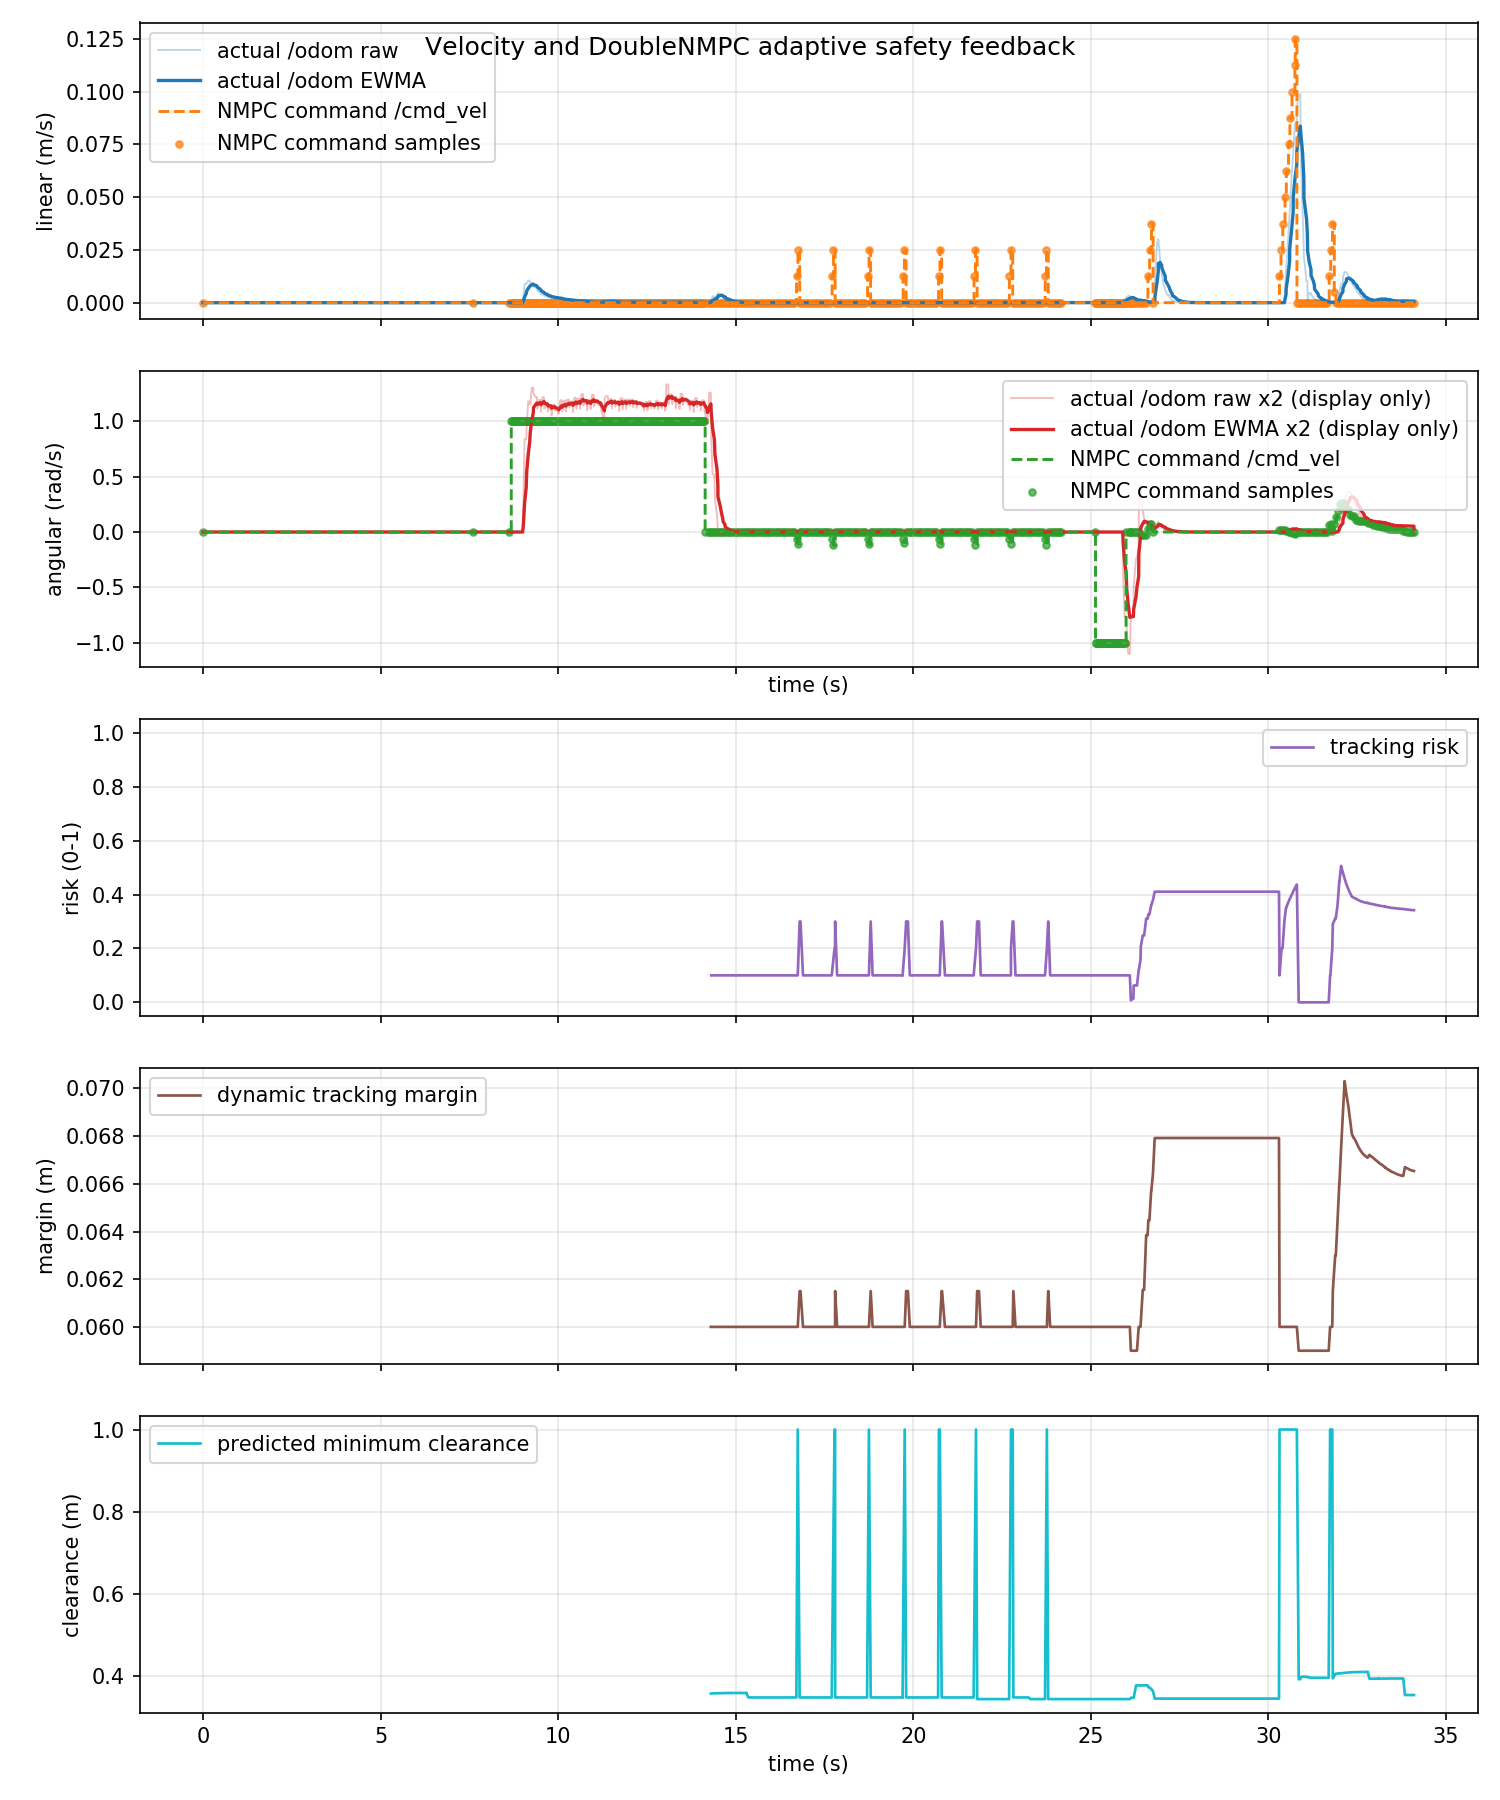 Velocity and DoubleNMPC adaptive safety feedback
actual /odom raw
actual /odom EWMA
NMPC command /cmd_vel
NMPC command samples
linear (m/s)
0.125
0.100
0.075
0.050
0.025
0.000
actual /odom raw x2 (display only)
actual /odom EWMA x2 (display only)
NMPC command /cmd_vel
NMPC command samples
angular (rad/s)
1.0
0.5
0.0
−0.5
−1.0
time (s)
tracking risk
risk (0-1)
1.0
0.8
0.6
0.4
0.2
0.0
dynamic tracking margin
margin (m)
0.070
0.068
0.066
0.064
0.062
0.060
predicted minimum clearance
clearance (m)
1.0
0.8
0.6
0.4
0 5 10 15 20 25 30 35
time (s)